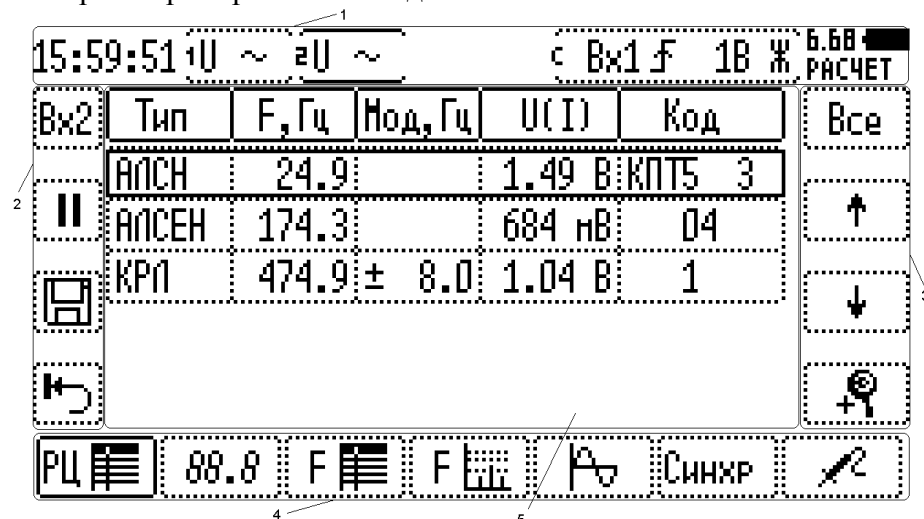 1
15:59:51 1U ~ 2U ~ С Вх1 1В Ж 6.68
РАСЧЕТ
Вх2 Тип F,Гц Мод,Гц U(I) Код Все
АЛСН 24.9 1.49 В КПТ5 3
2
АЛСЕН 174.3 684 мВ 04
КРЛ 474.9 ± 8.0 1.04 В 1
3
РЦ 88.8 F F Синхр
4 5